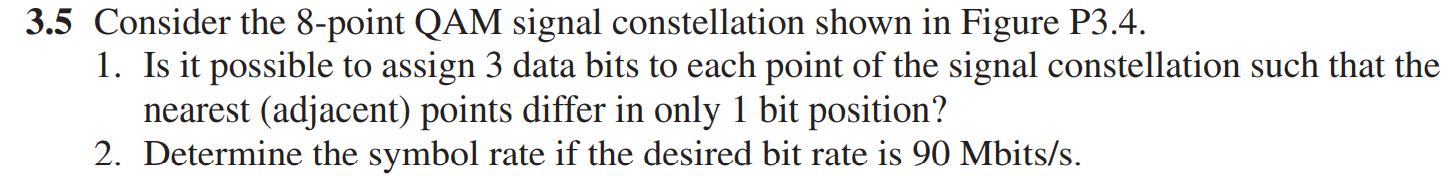 3.5 Consider the 8-point QAM signal constellation shown in Figure P3.4.
1. Is it possible to assign 3 data bits to each point of the signal constellation such that the
nearest (adjacent) points differ in only 1 bit position?
2. Determine the symbol rate if the desired bit rate is 90 Mbits/s.